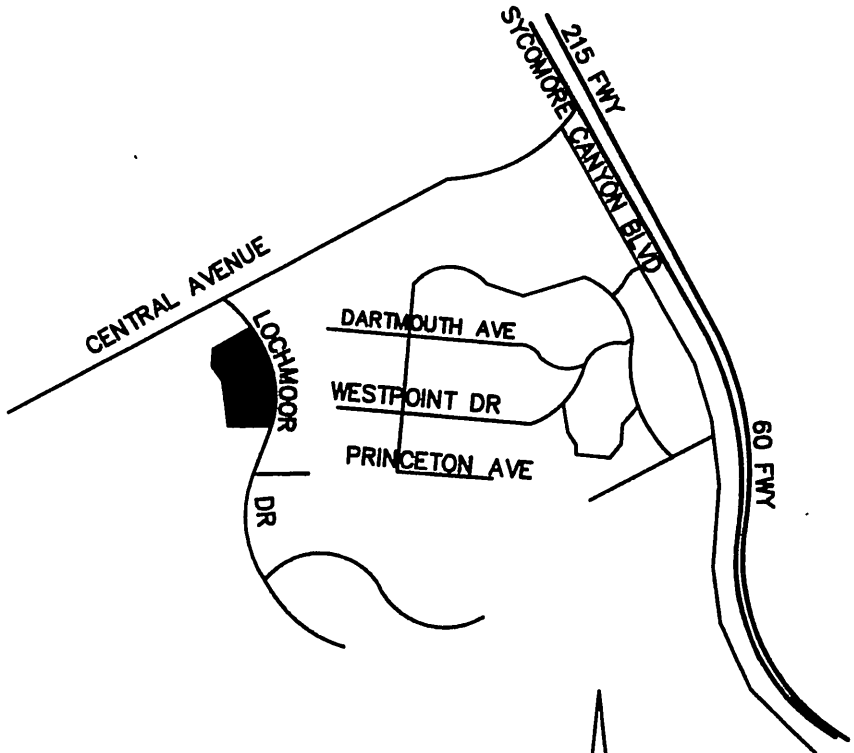 215 FWY
SYCOMORE CANYON BLVD
CENTRAL AVENUE
LOCHMOOR DR
DARTMOUTH AVE
WESTPOINT DR
PRINCETON AVE
60 FWY